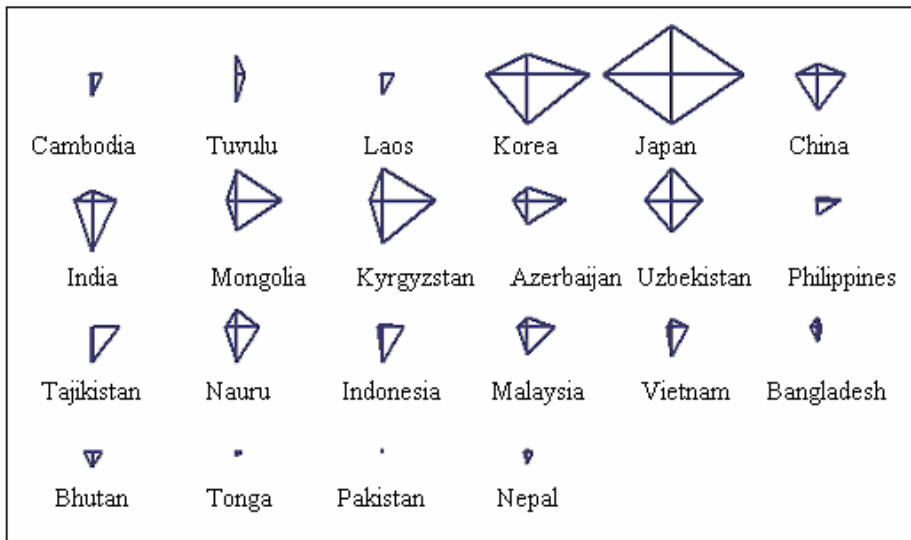 Cambodia Tuvulu Laos Korea Japan China
India Mongolia Kyrgyzstan Azerbaijan Uzbekistan Philippines
Tajikistan Nauru Indonesia Malaysia Vietnam Bangladesh
Bhutan Tonga Pakistan Nepal